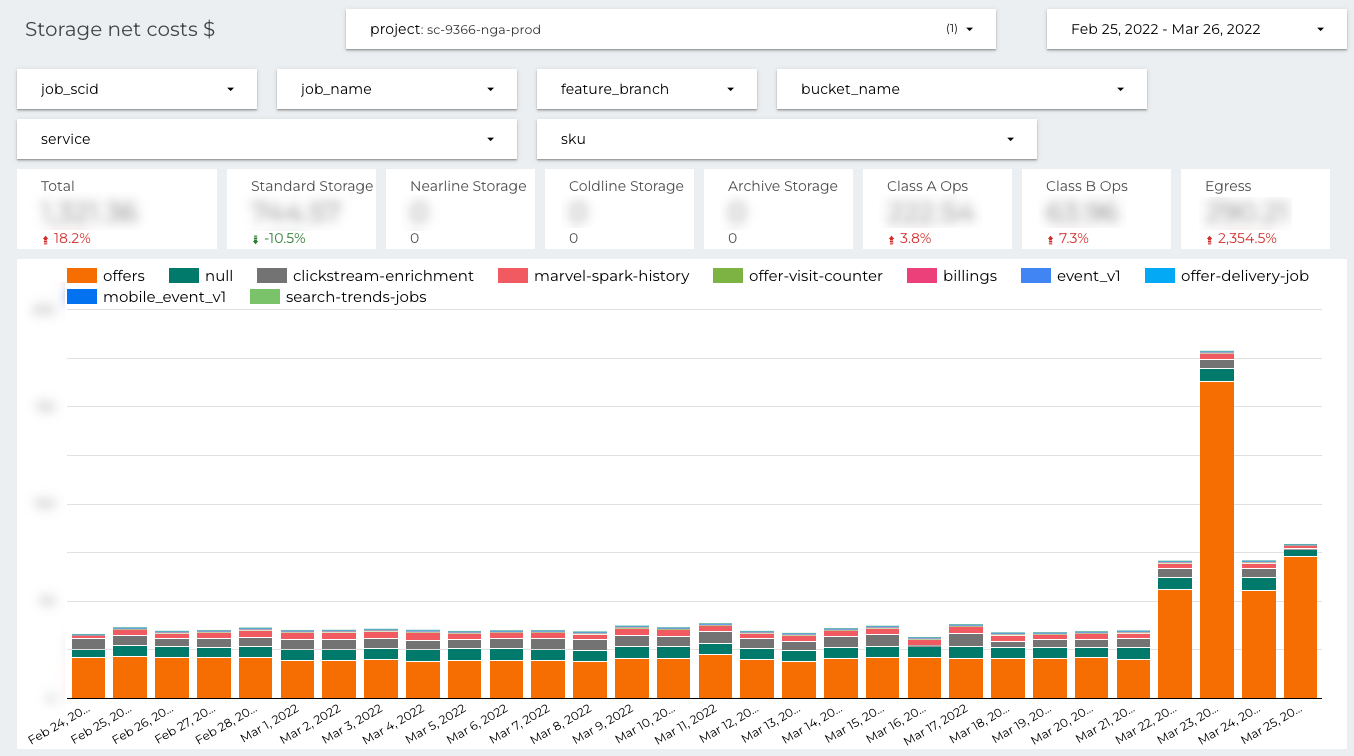 Storage net costs $
project: sc-9366-nga-prod (1)
Feb 25, 2022 - Mar 26, 2022
job_scid
job_name
feature_branch
bucket_name
service
sku
Total
18.2%
Standard Storage
-10.5%
Nearline Storage
0
Coldline Storage
0
Archive Storage
0
Class A Ops
3.8%
Class B Ops
7.3%
Egress
2,354.5%
offers null clickstream-enrichment marvel-spark-history offer-visit-counter billings event_v1 offer-delivery-job
mobile_event_v1 search-trends-jobs
Feb 24, 20...
Feb 25, 20...
Feb 26, 20...
Feb 27, 20...
Feb 28, 20...
Mar 1, 2022
Mar 2, 2022
Mar 3, 2022
Mar 4, 2022
Mar 5, 2022
Mar 6, 2022
Mar 7, 2022
Mar 8, 2022
Mar 9, 2022
Mar 10, 20...
Mar 11, 2022
Mar 12, 20...
Mar 13, 20...
Mar 14, 20...
Mar 15, 20...
Mar 16, 20...
Mar 17, 2022
Mar 18, 20...
Mar 19, 20...
Mar 20, 20...
Mar 21, 20...
Mar 22, 20...
Mar 23, 20...
Mar 24, 20...
Mar 25, 20...